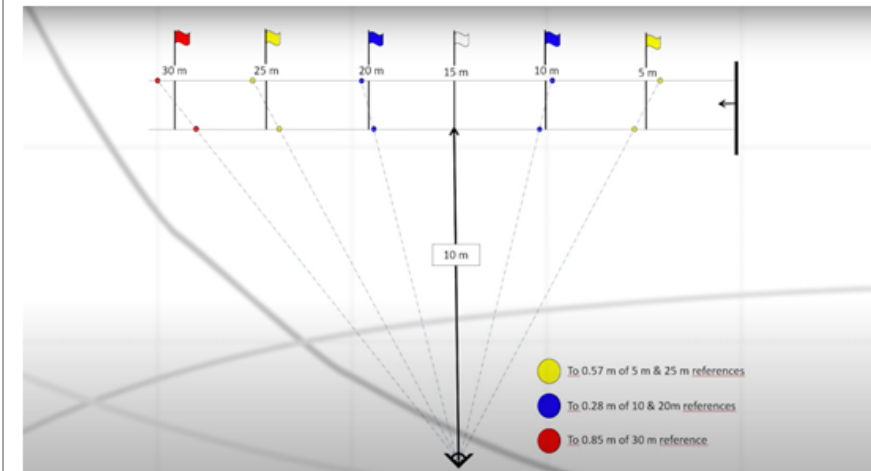 30 m 25 m 20 m 15 m 10 m 5 m
10 m
To 0.57 m of 5 m & 25 m references
To 0.28 m of 10 & 20m references
To 0.85 m of 30 m reference